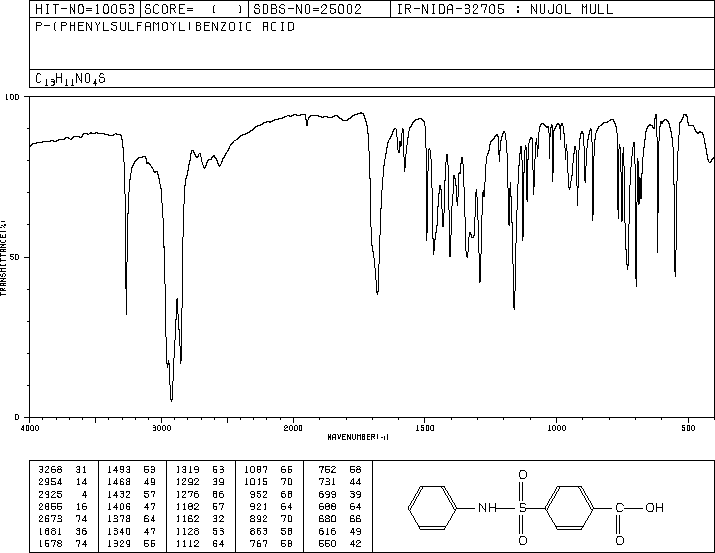 HIT-NO=10053 SCORE= ( ) SDBS-NO=25002 IR-NIDA-32705 : NUJOL MULL
P-(PHENYLSULFAMOYL)BENZOIC ACID
C13H11NO4S
100
50
0
TRANSMITTANCE(%)
4000 3000 2000 1500 1000 500
WAVENUMBER(-1)
3268 31 1493 53 1319 53 1087 66 752 58
2954 14 1468 49 1292 39 1015 70 731 44
2925 4 1432 57 1276 66 952 68 699 39
2855 16 1406 47 1182 57 921 64 688 64
2673 74 1378 64 1162 32 892 70 680 66
1681 36 1340 47 1128 53 863 58 616 49
1578 74 1329 55 1112 64 767 58 550 42
O
NH S C OH
O O